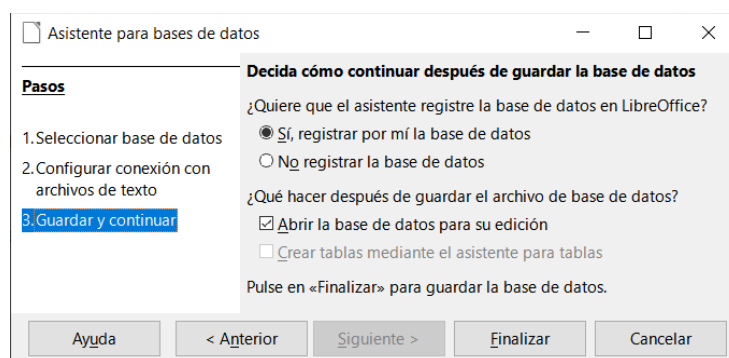 Asistente para bases de datos
Pasos
1. Seleccionar base de datos
2. Configurar conexión con
archivos de texto
3. Guardar y continuar
Decida cómo continuar después de guardar la base de datos
¿Quiere que el asistente registre la base de datos en LibreOffice?
Sí, registrar por mí la base de datos
No registrar la base de datos
¿Qué hacer después de guardar el archivo de base de datos?
Abrir la base de datos para su edición
Crear tablas mediante el asistente para tablas
Pulse en «Finalizar» para guardar la base de datos.
Ayuda < Anterior Siguiente > Finalizar Cancelar